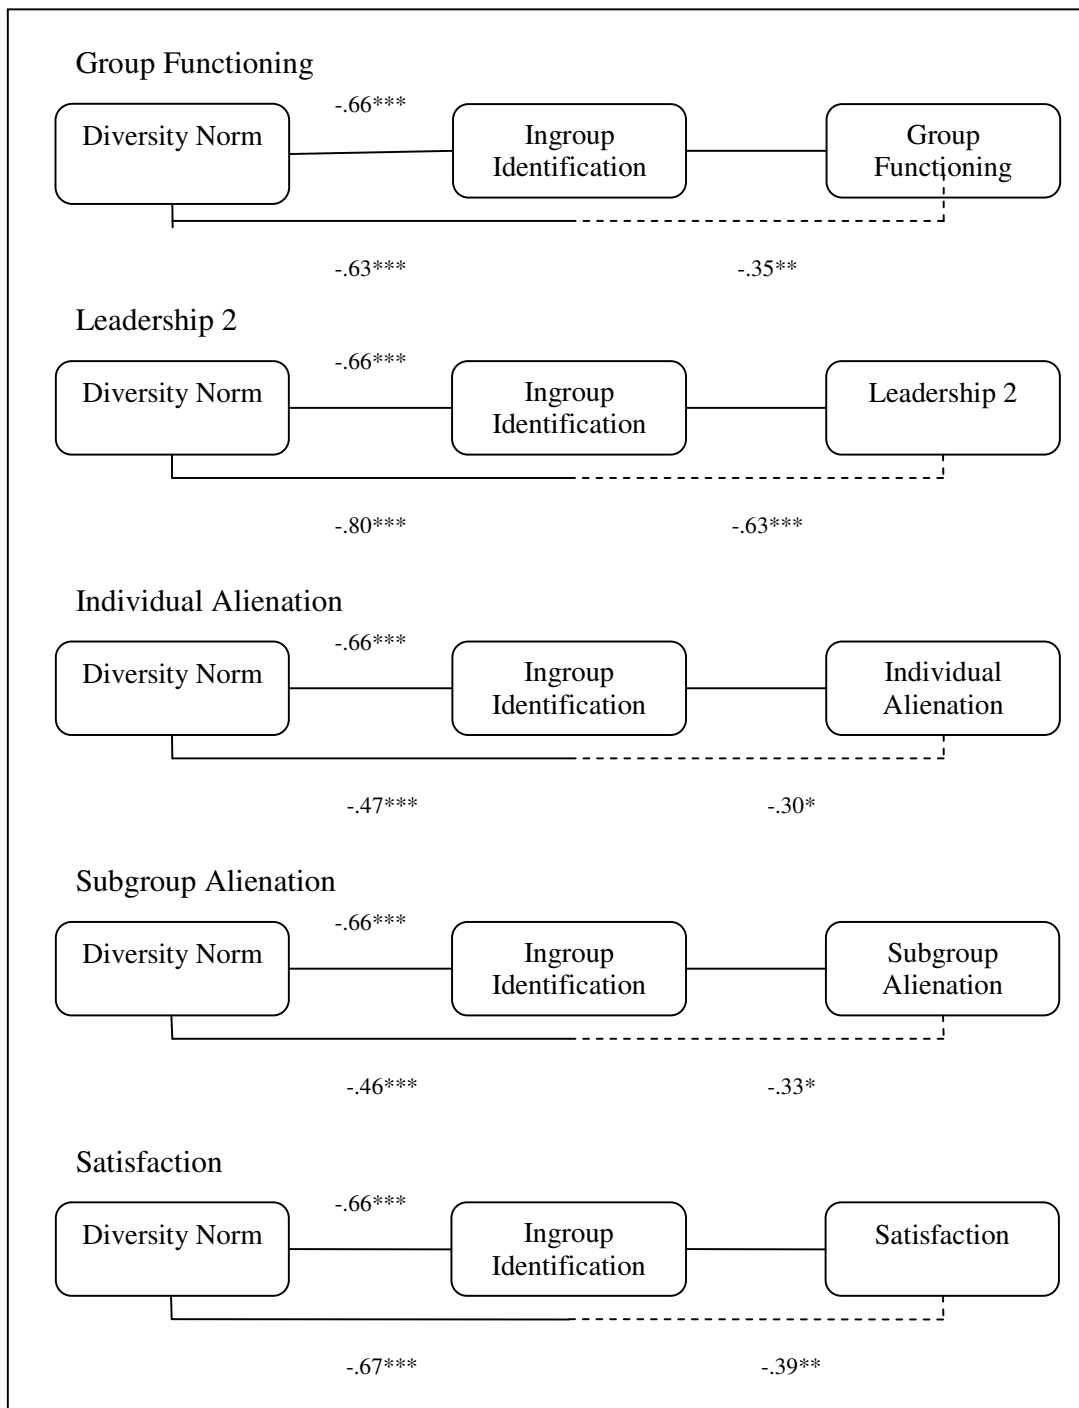 Group Functioning
-.66***
Diversity Norm
Ingroup
Identification
Group
Functioning
-.63***
-.35**
Leadership 2
-.66***
Diversity Norm
Ingroup
Identification
Leadership 2
-.80***
-.63***
Individual Alienation
-.66***
Diversity Norm
Ingroup
Identification
Individual
Alienation
-.47***
-.30*
Subgroup Alienation
-.66***
Diversity Norm
Ingroup
Identification
Subgroup
Alienation
-.46***
-.33*
Satisfaction
-.66***
Diversity Norm
Ingroup
Identification
Satisfaction
-.67***
-.39**